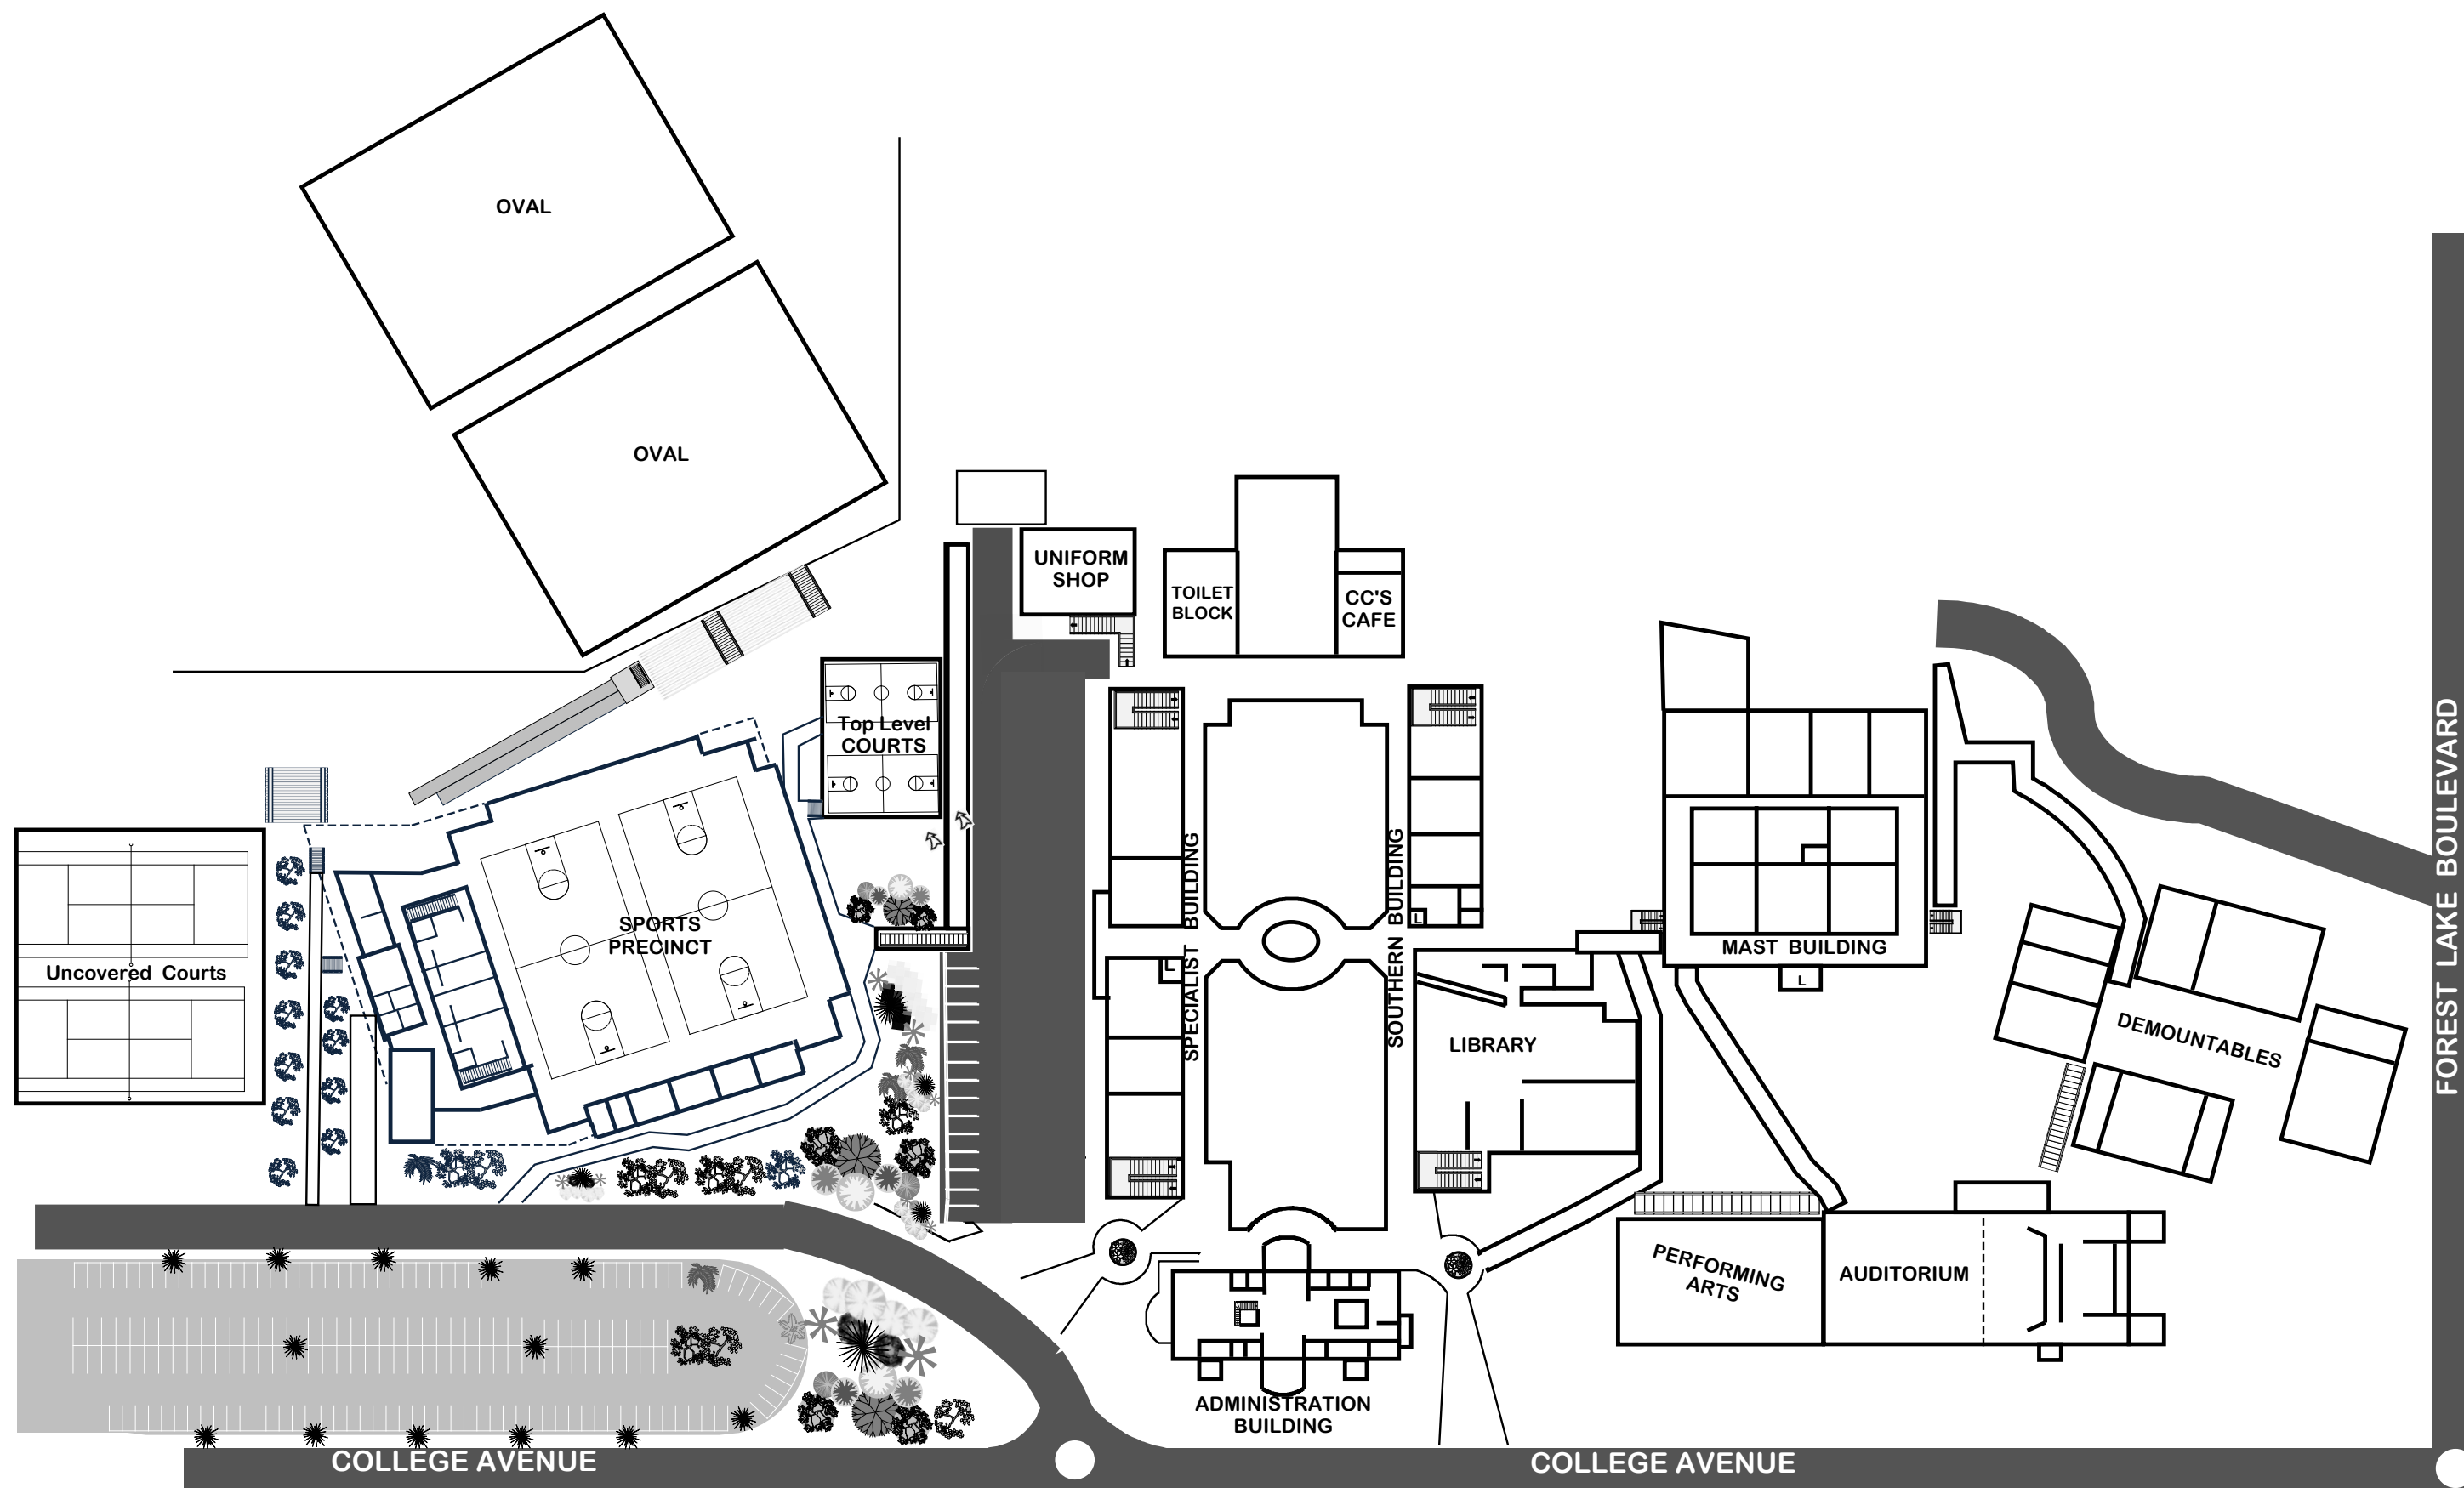 OVAL
OVAL
UNIFORM
SHOP
TOILET
BLOCK
CC'S
CAFE
Top Level
COURTS
SPORTS
PRECINCT
Uncovered Courts
SPECIALIST BUILDING
L
SOUTHERN BUILDING
L
LIBRARY
MAST BUILDING
L
DEMOUNTABLES
FOREST LAKE BOULEVARD
PERFORMING
ARTS
AUDITORIUM
ADMINISTRATION
BUILDING
COLLEGE AVENUE
COLLEGE AVENUE